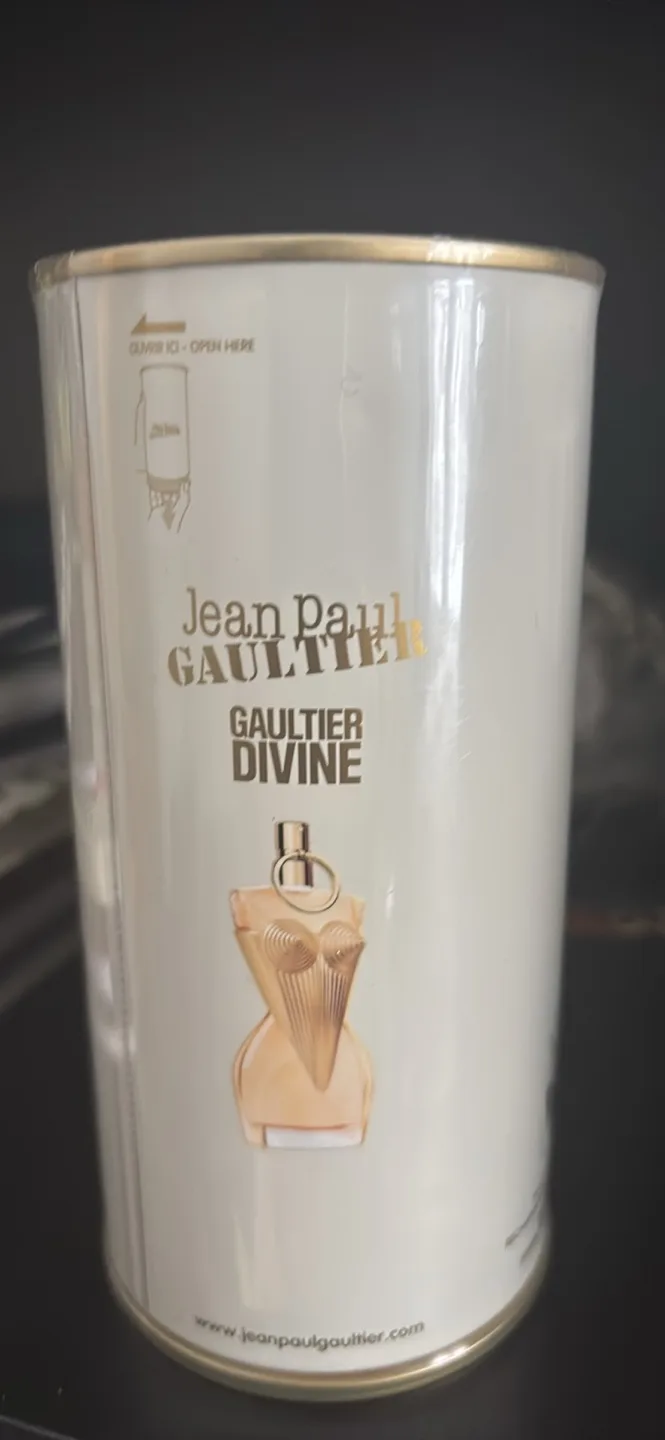 OUVRIR ICI - OPEN HERE
Jean Paul
GAULTIER
GAULTIER
DIVINE
www.jeanpaulgaultier.com